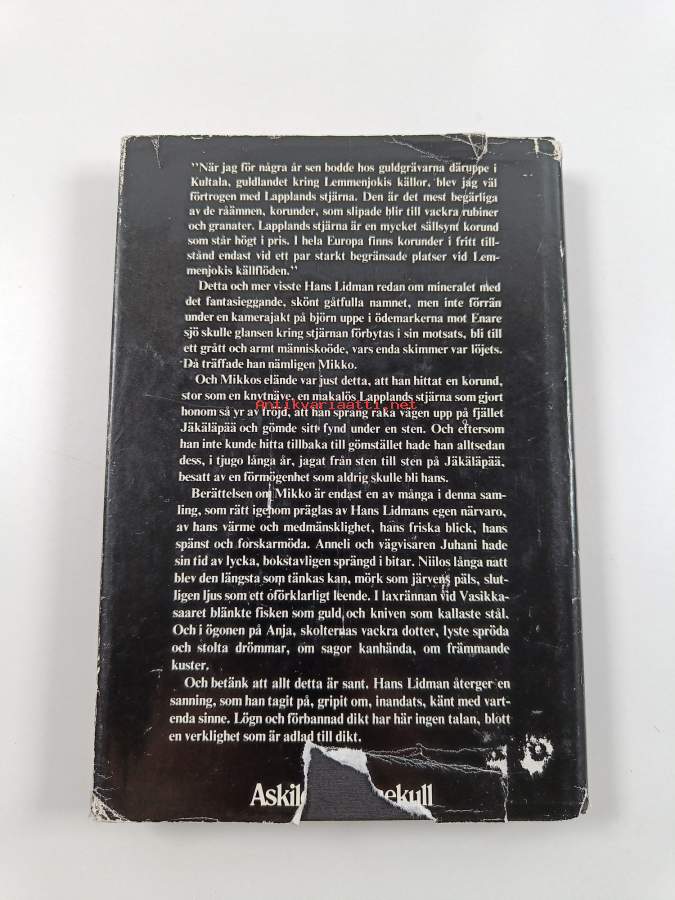 "När jag för några år sen bodde hos guldgrävarna däruppe i
Kultala, guldlandet kring Lemmenjokis källor, blev jag väl
förtrogen med Lapplands stjärna. Den är det mest begärliga
av de råämnen, korunder, som slipade blir till vackra rubiner
och granater. Lapplands stjärna är en mycket sällsynt korund
som står högt i pris. I hela Europa finns korunder i fritt till-
stånd endast vid ett par starkt begränsade platser vid Lem-
menjokis källflöden."
Detta och mer visste Hans Lidman redan om mineralet med
det fantasieggande, skönt gåtfulla namnet, men inte förrän
under en kamerajakt på björn uppe i ödemarkerna mot Enare
sjö skulle glansen kring stjärnan förbytas i sin motsats, bli till
ett grått och armt människoöde, vars enda skimmer var löjets.
Då träffade han nämligen Mikko.
Och Mikkos elände var just detta, att han hittat en korund,
stor som en knytnäve, en makalös Lapplands stjärna som gjort
Antikvariaatti.net
honom så yr av fröjd, att han sprang raka vägen upp på fjället
Jäkäläpää och gömde sitt fynd under en sten. Och eftersom
han inte kunde hitta tillbaka till gömstället hade han alltsedan
dess, i tjugo långa år, jagat från sten till sten på Jäkäläpää,
besatt av en förmögenhet som aldrig skulle bli hans.
Berättelsen om Mikko är endast en av många i denna sam-
ling, som rätt igenom präglas av Hans Lidmans egen närvaro,
av hans värme och medmänsklighet, hans friska blick, hans
spänst och forskarmöda. Anneli och vägvisaren Juhani hade
sin tid av lycka, bokstavligen sprängd i bitar. Niilos långa natt
blev den längsta som tänkas kan, mörk som järvens päls, slut-
ligen ljus som ett oförklarligt leende. I laxrännan vid Vasikka-
saaret blänkte fisken som guld och kniven som kallaste stål.
Och i ögonen på Anja, skolternas vackra dotter, lyste spröda
och stolta drömmar, om sagor kanhända, om främmande
kuster.
Och betänk att allt detta är sant. Hans Lidman återger en
sanning, som han tagit på, gripit om, inandats, känt med vart-
enda sinne. Lögn och förbannad dikt har här ingen talan, blott
en verklighet som är adlad till dikt.